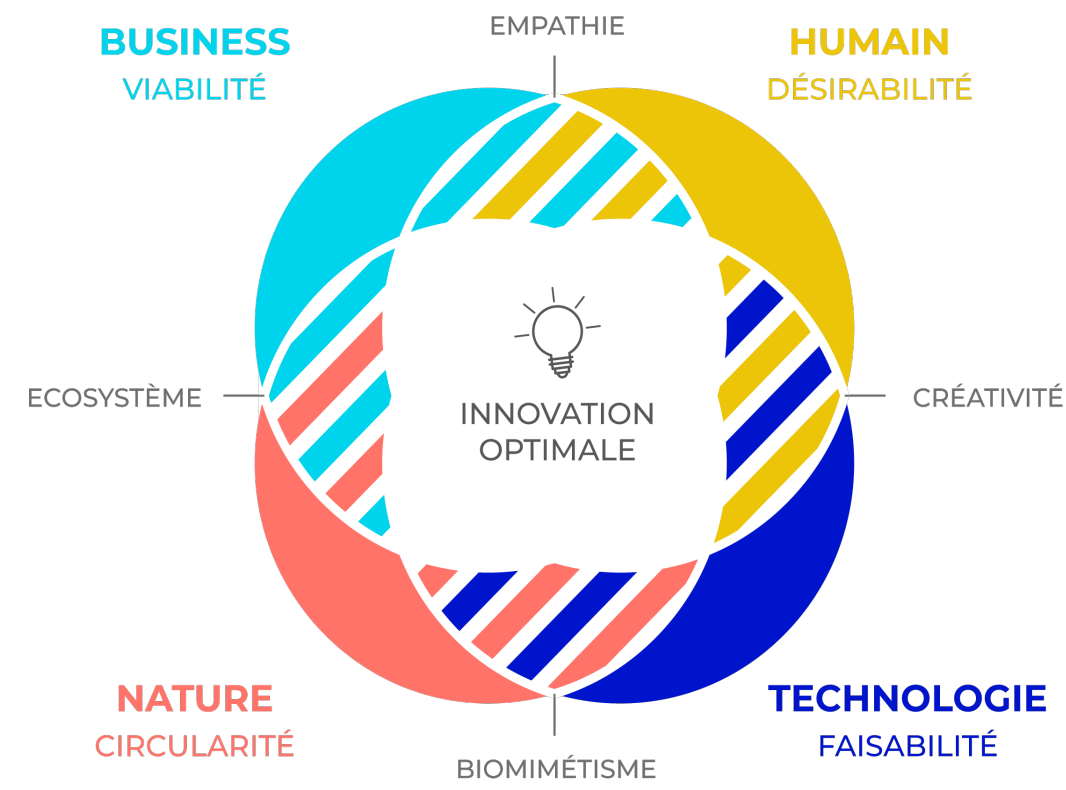 EMPATHIE
BUSINESS
VIABILITÉ
HUMAIN
DÉSIRABILITÉ
ECOSYSTÈME
INNOVATION
OPTIMALE
CRÉATIVITÉ
NATURE
CIRCULARITÉ
TECHNOLOGIE
FAISABILITÉ
BIOMIMÉTISME